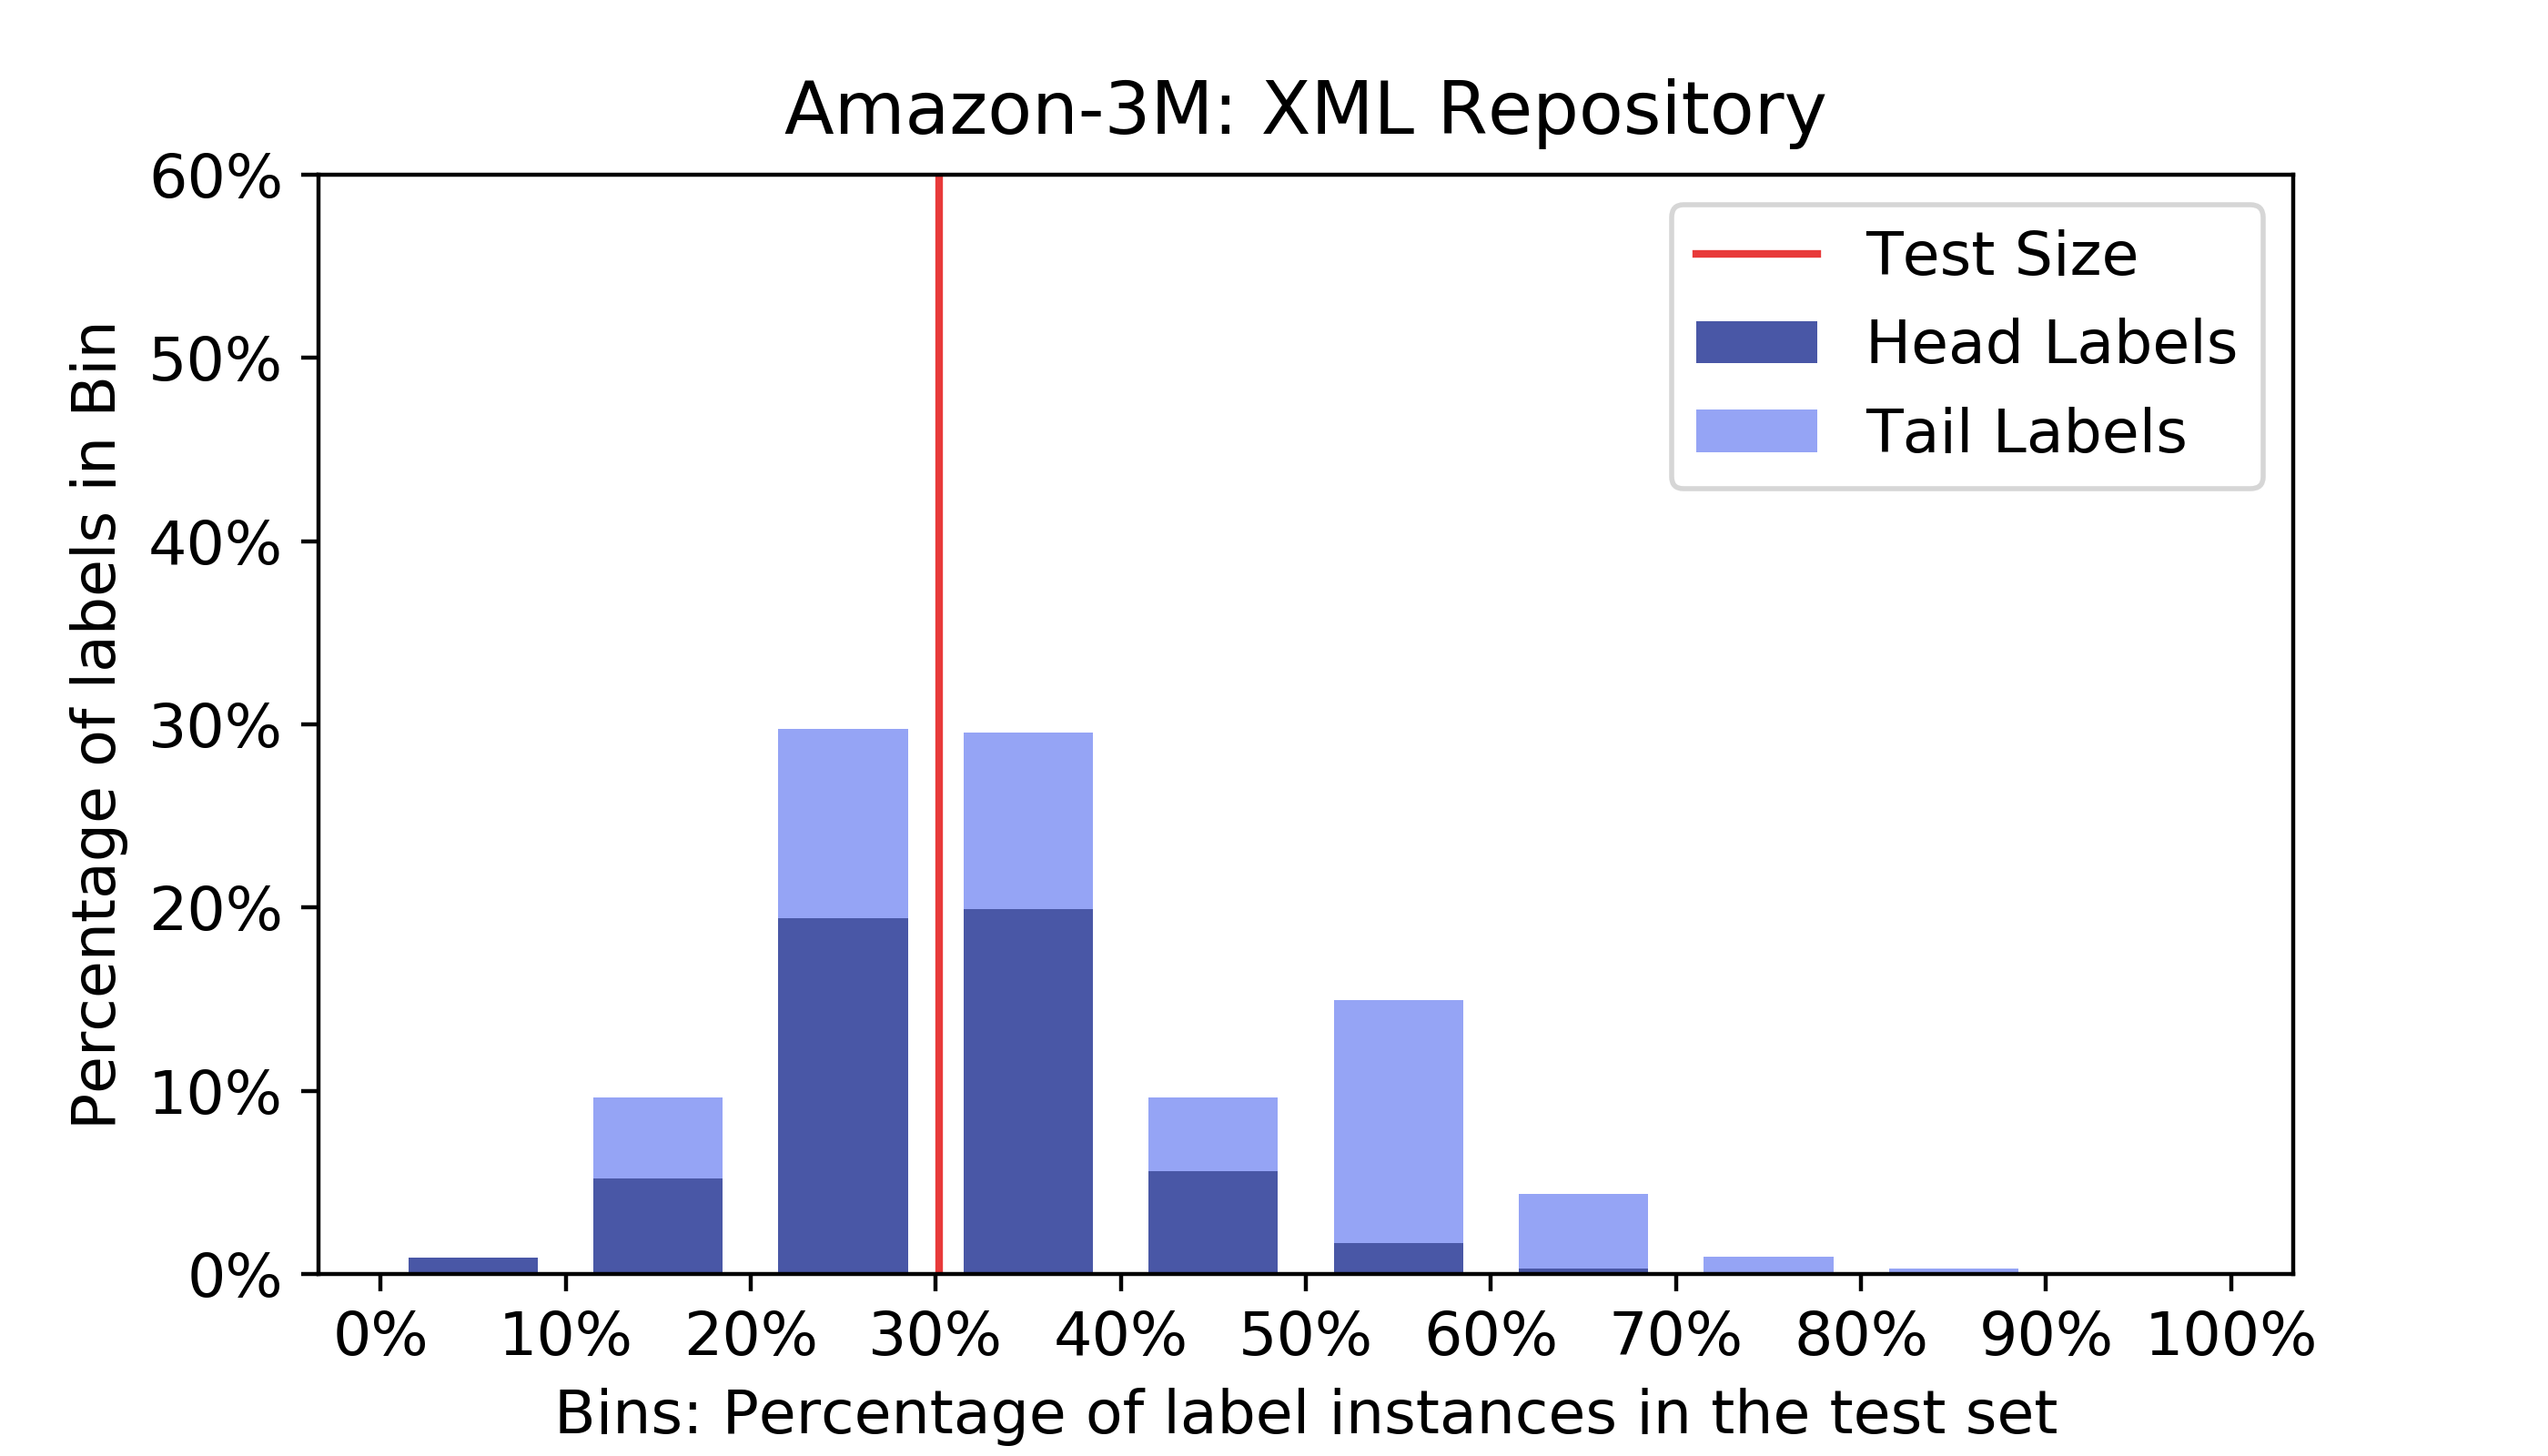 Amazon-3M: XML Repository
60%
50%
40%
30%
20%
10%
0%
Percentage of labels in Bin
Test Size
Head Labels
Tail Labels
0% 10% 20% 30% 40% 50% 60% 70% 80% 90% 100%
Bins: Percentage of label instances in the test set